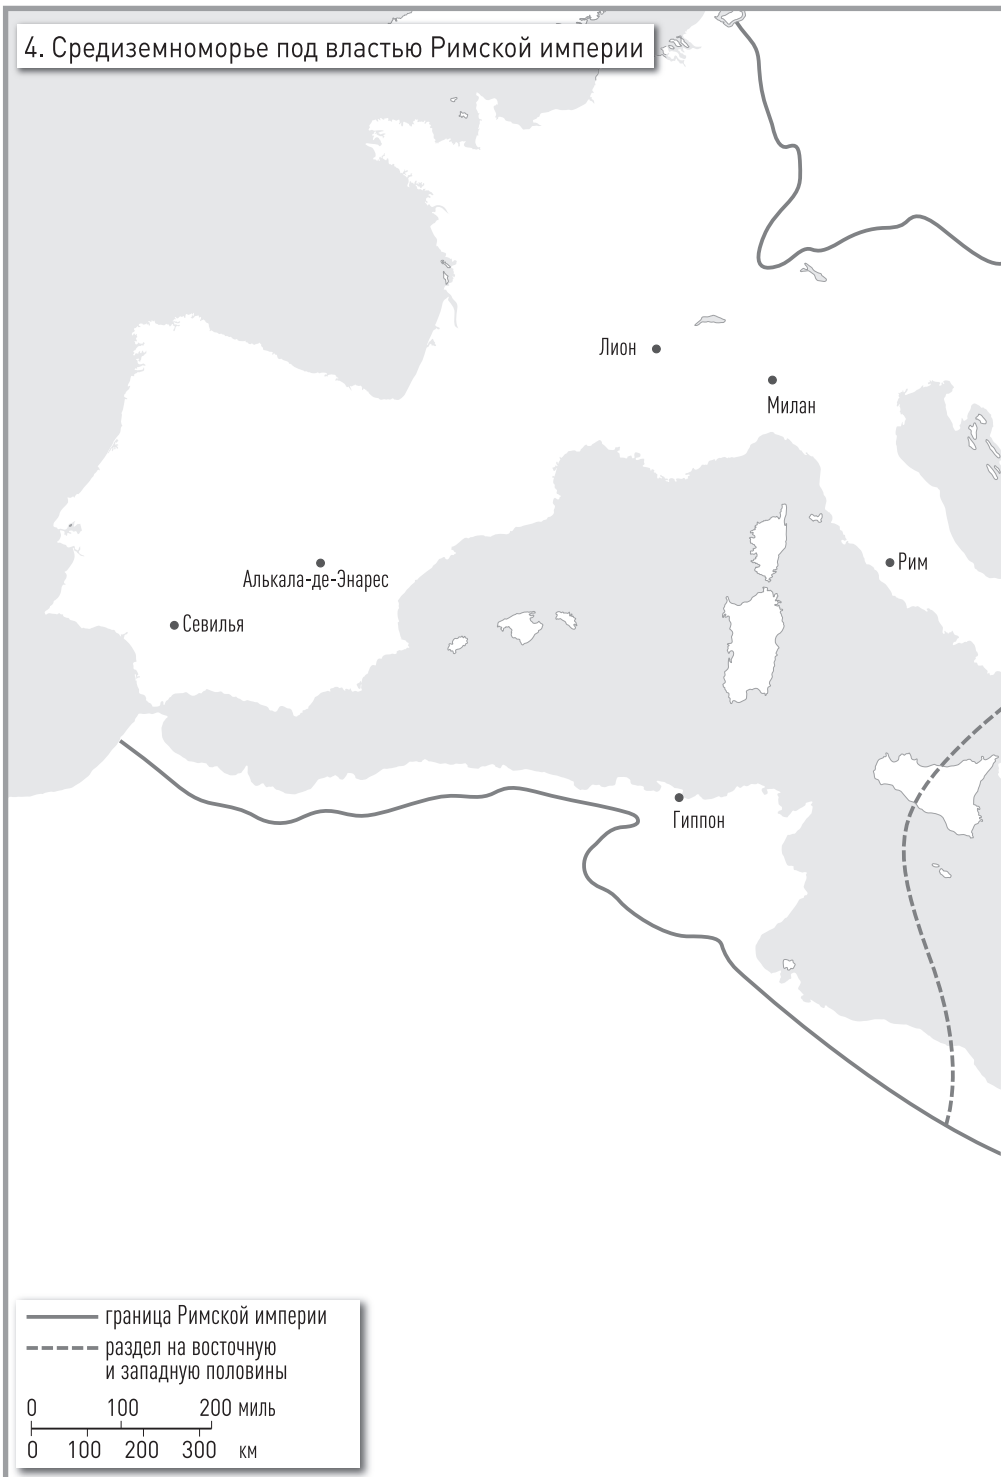 4. Средиземноморье под властью Римской империи
Лион
Милан
Рим
Алькала-де-Энарес
Севилья
Гиппон
граница Римской империи
раздел на восточную
и западную половины
0 100 200 миль
0 100 200 300 км